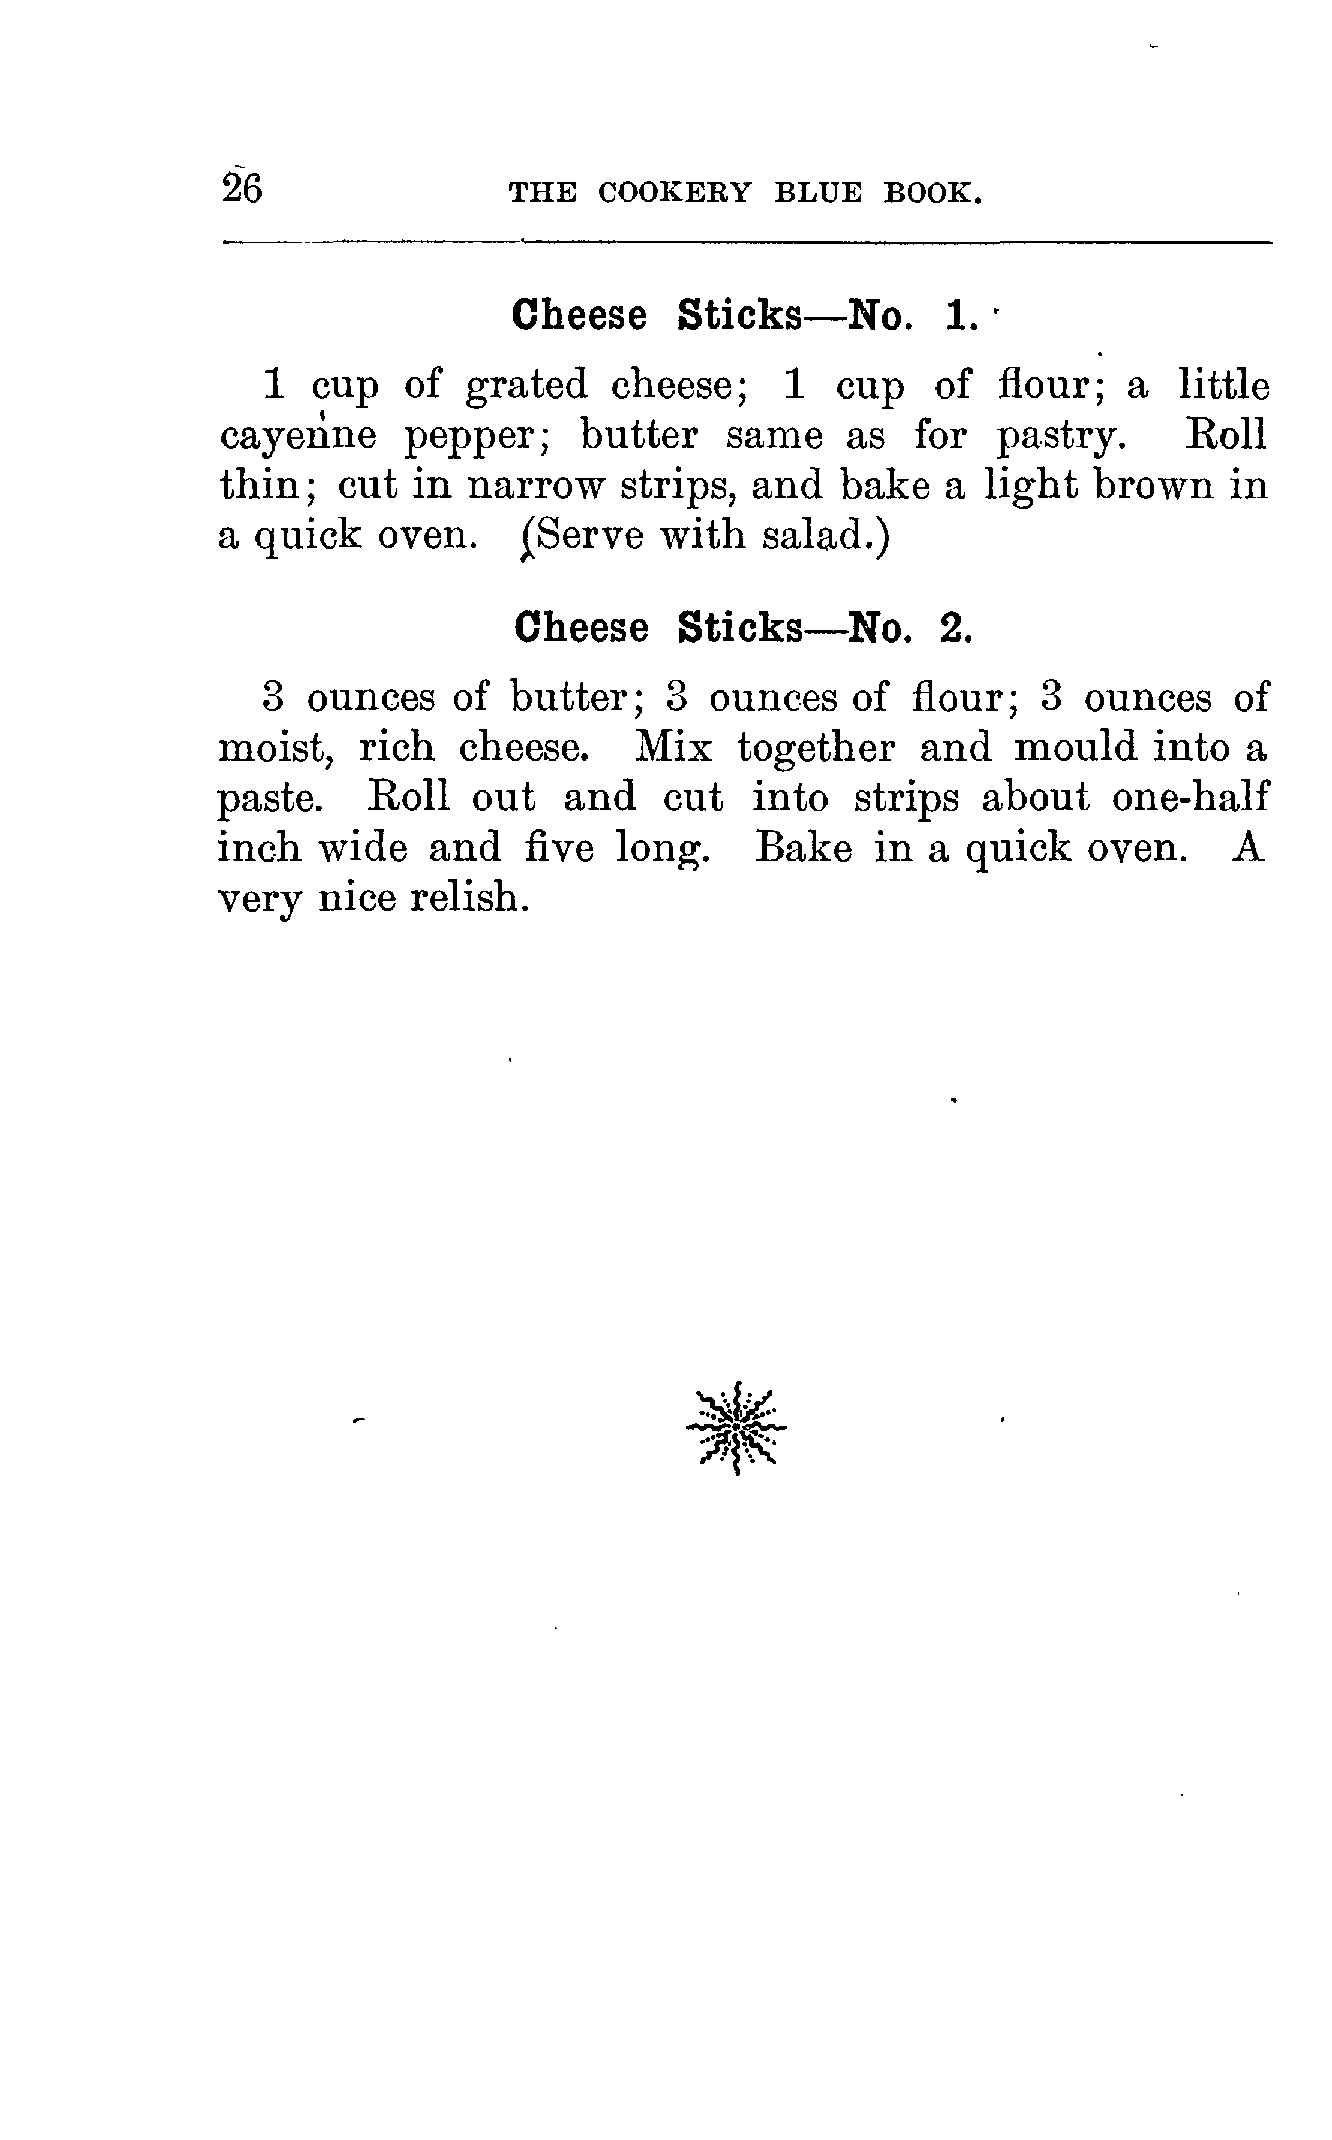 26 THE COOKERY BLUE BOOK.
Cheese Sticks—No. 1.
1 cup of grated cheese; 1 cup of flour; a little
cayenne pepper; butter same as for pastry. Roll
thin; cut in narrow strips, and bake a light brown in
a quick oven. (Serve with salad.)
Cheese Sticks—No. 2.
3 ounces of butter; 3 ounces of flour; 3 ounces of
moist, rich cheese. Mix together and mould into a
paste. Roll out and cut into strips about one-half
inch wide and five long. Bake in a quick oven. A
very nice relish.